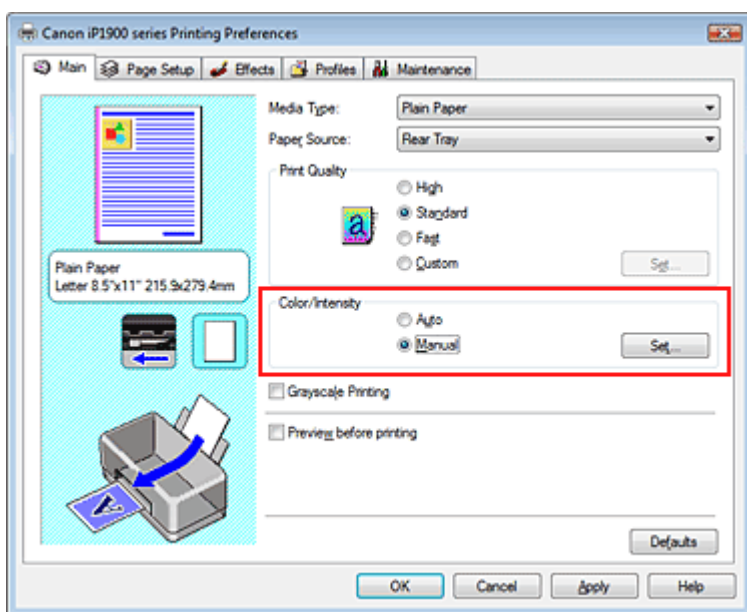 Canon iP1900 series Printing Preferences
Main Page Setup Effects Profiles Maintenance
Media Type: Plain Paper
Paper Source: Rear Tray
Print Quality
High
Standard
Fast
Custom Set...
Plain Paper
Letter 8.5"x11" 215.9x279.4mm
Color/Intensity
Auto
Manual Set...
Grayscale Printing
Preview before printing
Defaults
OK Cancel Apply Help